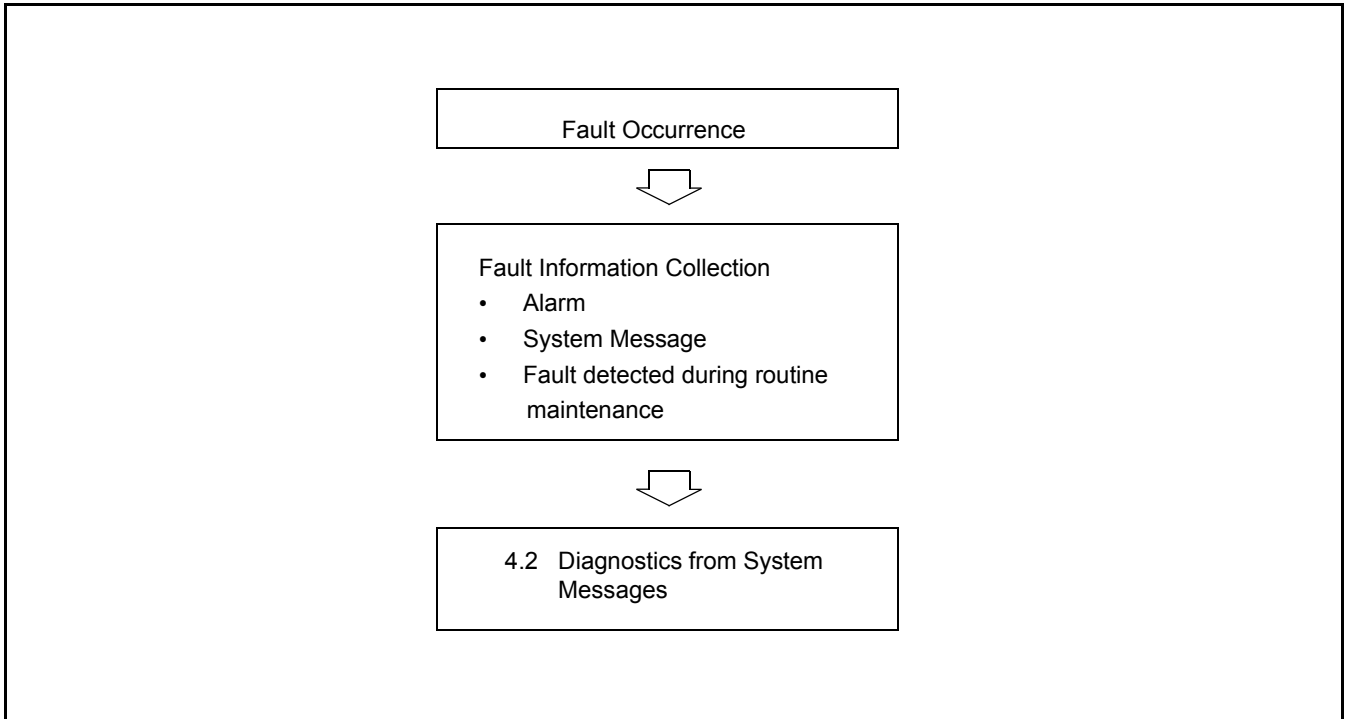 Fault Occurrence
Fault Information Collection
• Alarm
• System Message
• Fault detected during routine
maintenance
4.2 Diagnostics from System
Messages